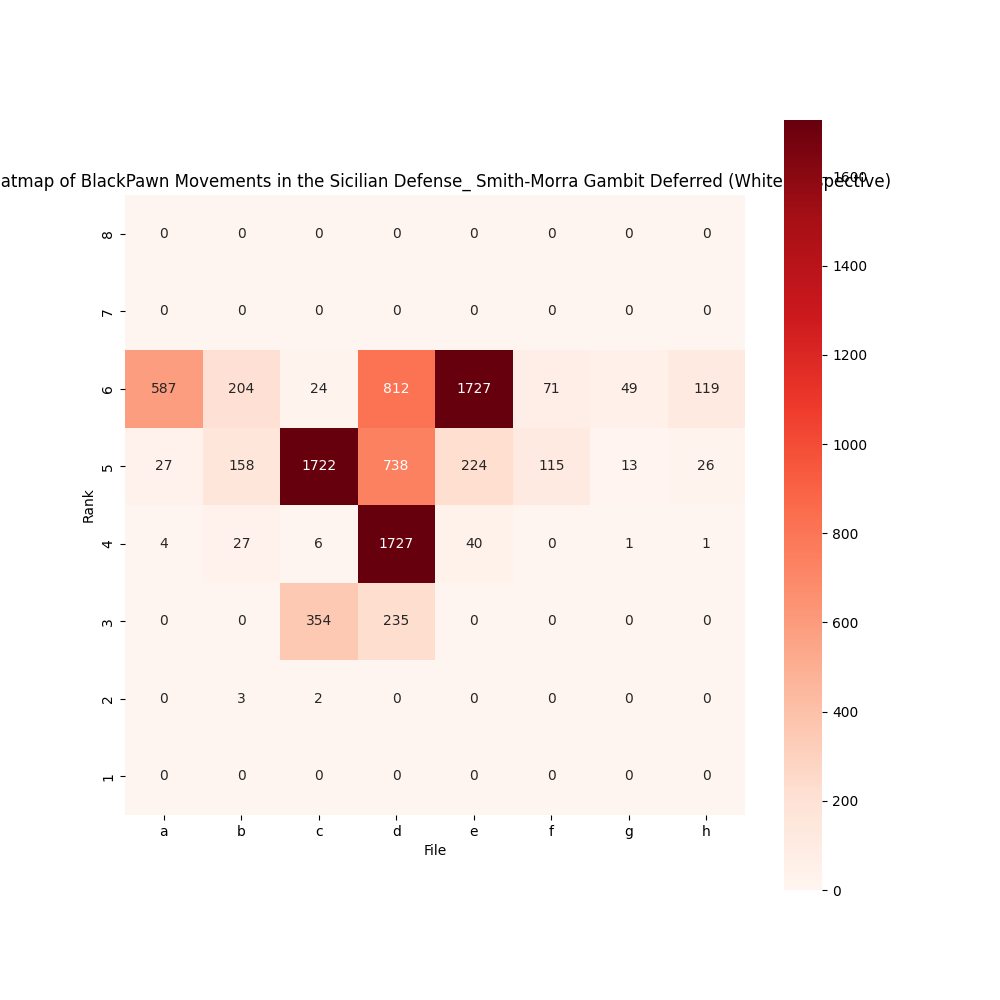 atmap of BlackPawn Movements in the Sicilian Defense_ Smith-Morra Gambit Deferred (White spective)
1600
1400
1200
1000
800
600
400
200
0
Rank
8 0 0 0 0 0 0 0 0
7 0 0 0 0 0 0 0 0
6 587 204 24 812 1727 71 49 119
5 27 158 1722 738 224 115 13 26
4 4 27 6 1727 40 0 1 1
3 0 0 354 235 0 0 0 0
2 0 3 2 0 0 0 0 0
1 0 0 0 0 0 0 0 0
a b c d e f g h
File